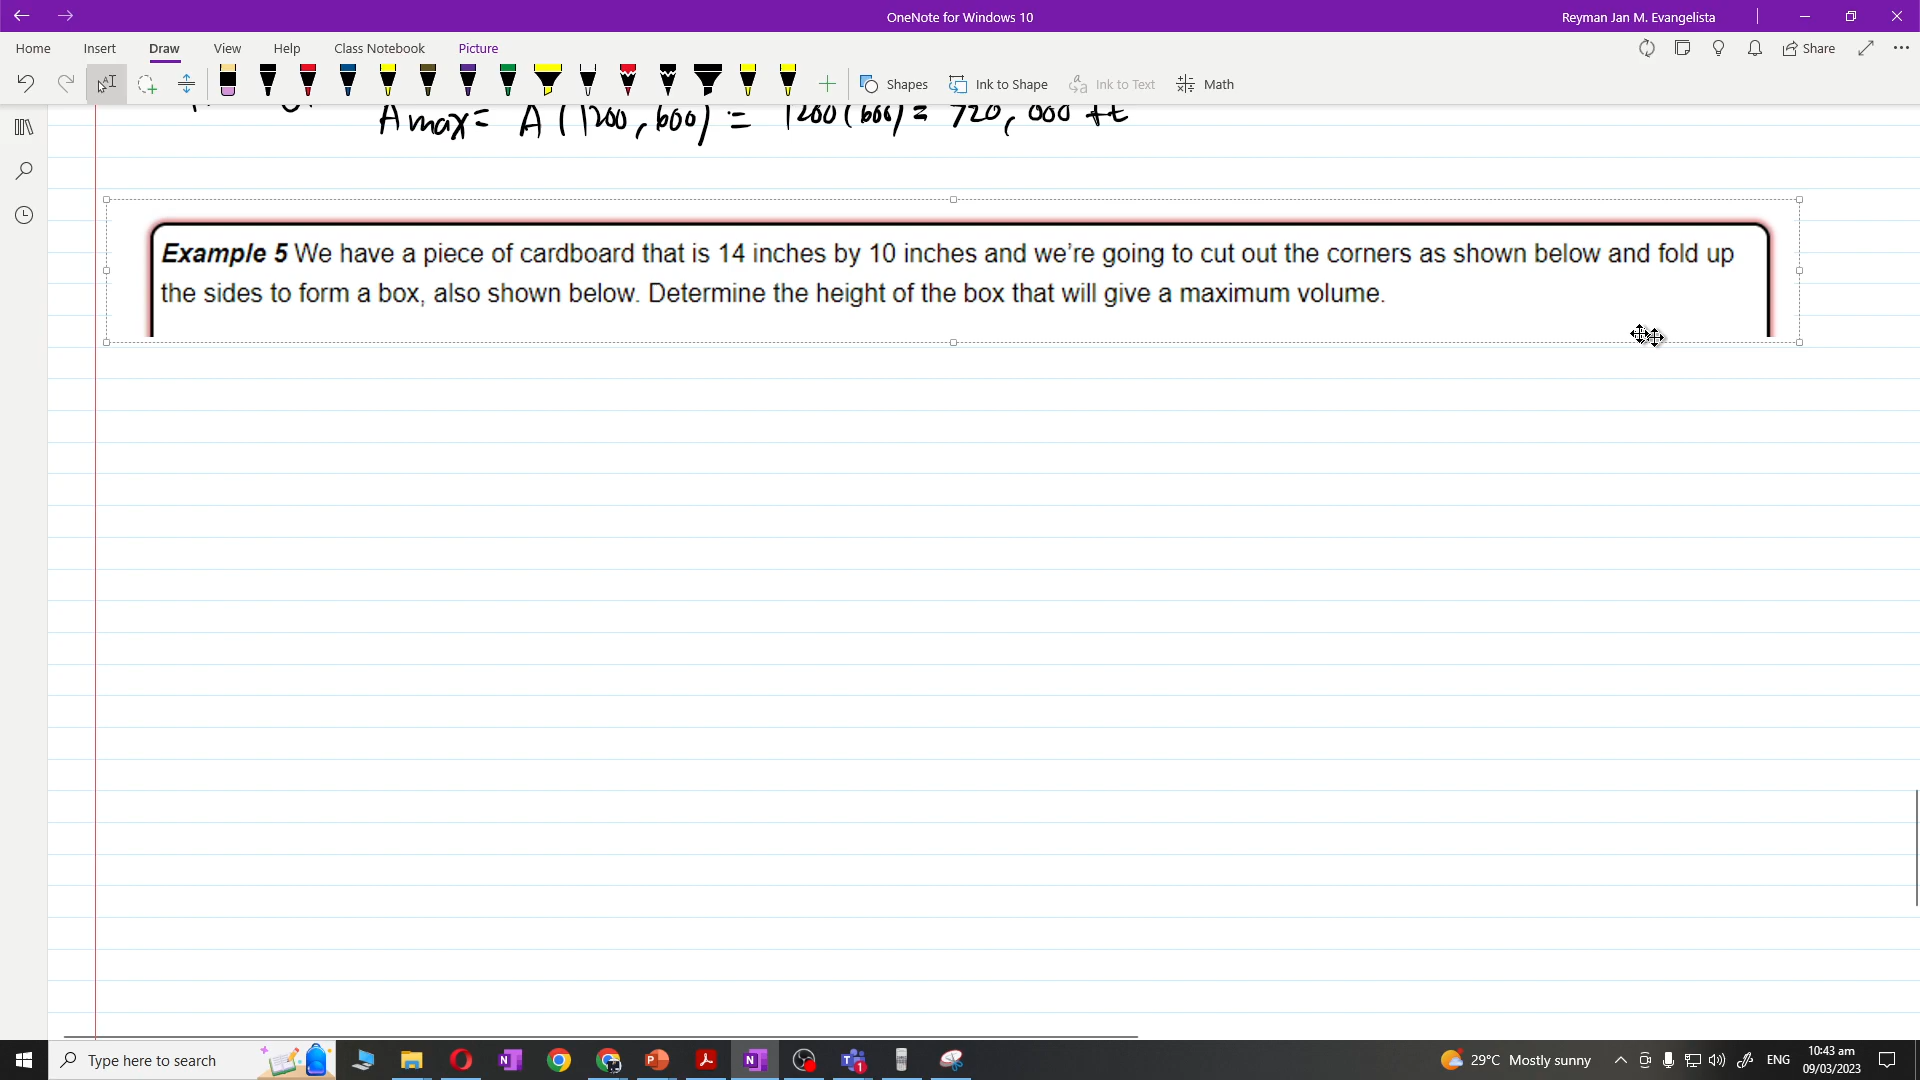 OneNote for Windows 10
Reyman Jan M. Evangelista
Home Insert Draw View Help Class Notebook Picture
Share
Shapes Ink to Shape Ink to Text Math
A max = A (1200, 600) = 1200 (600) = 720, 000 ft
Example 5 We have a piece of cardboard that is 14 inches by 10 inches and we’re going to cut out the corners as shown below and fold up
the sides to form a box, also shown below. Determine the height of the box that will give a maximum volume.
Type here to search
29°C Mostly sunny
ENG
10:43 am
09/03/2023